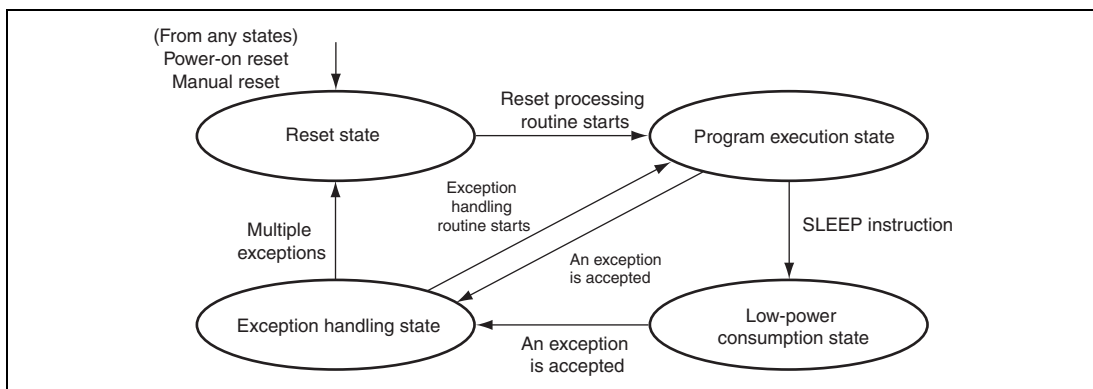 (From any states)
Power-on reset
Manual reset
Reset processing
routine starts
Reset state
Program execution state
Exception
handling
routine starts
Multiple
exceptions
SLEEP instruction
An exception
is accepted
Exception handling state
Low-power
consumption state
An exception
is accepted